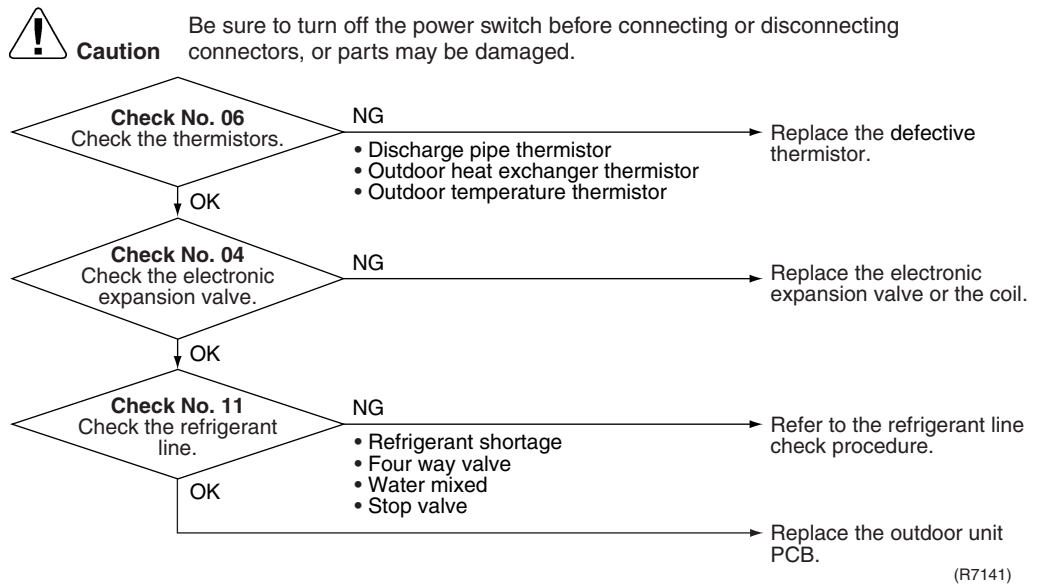 Be sure to turn off the power switch before connecting or disconnecting
Caution connectors, or parts may be damaged.
Check No. 06
Check the thermistors.
NG
• Discharge pipe thermistor
• Outdoor heat exchanger thermistor
• Outdoor temperature thermistor
Replace the defective
thermistor.
OK
Check No. 04
Check the electronic
expansion valve.
NG
Replace the electronic
expansion valve or the coil.
OK
Check No. 11
Check the refrigerant
line.
NG
• Refrigerant shortage
• Four way valve
• Water mixed
• Stop valve
Refer to the refrigerant line
check procedure.
OK
Replace the outdoor unit
PCB.
(R7141)